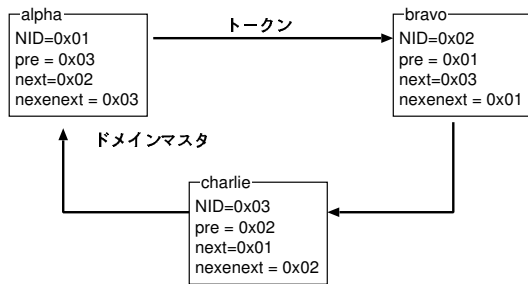 alpha
NID=0x01
pre = 0x03
next=0x02
nexenext = 0x03
トークン
bravo
NID=0x02
pre = 0x01
next=0x03
nexenext = 0x01
ドメインマスタ
charlie
NID=0x03
pre = 0x02
next=0x01
nexenext = 0x02